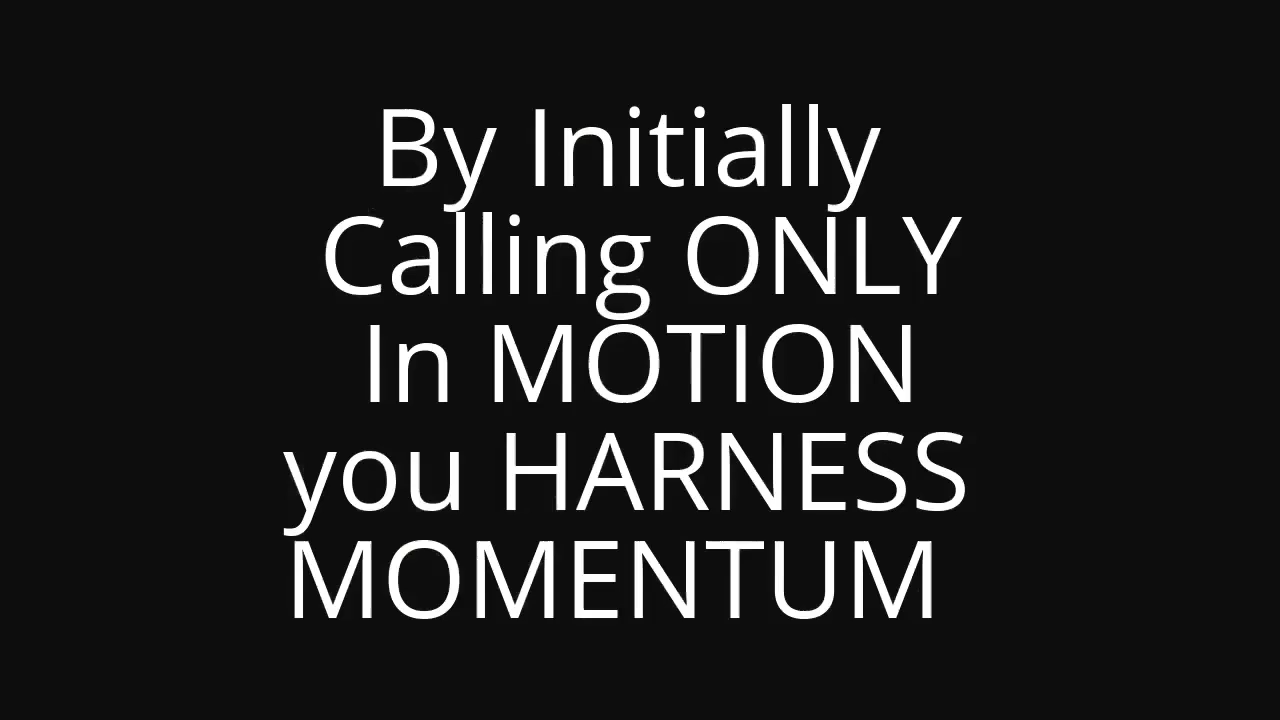 By Initially
Calling ONLY
In MOTION
you HARNESS
MOMENTUM